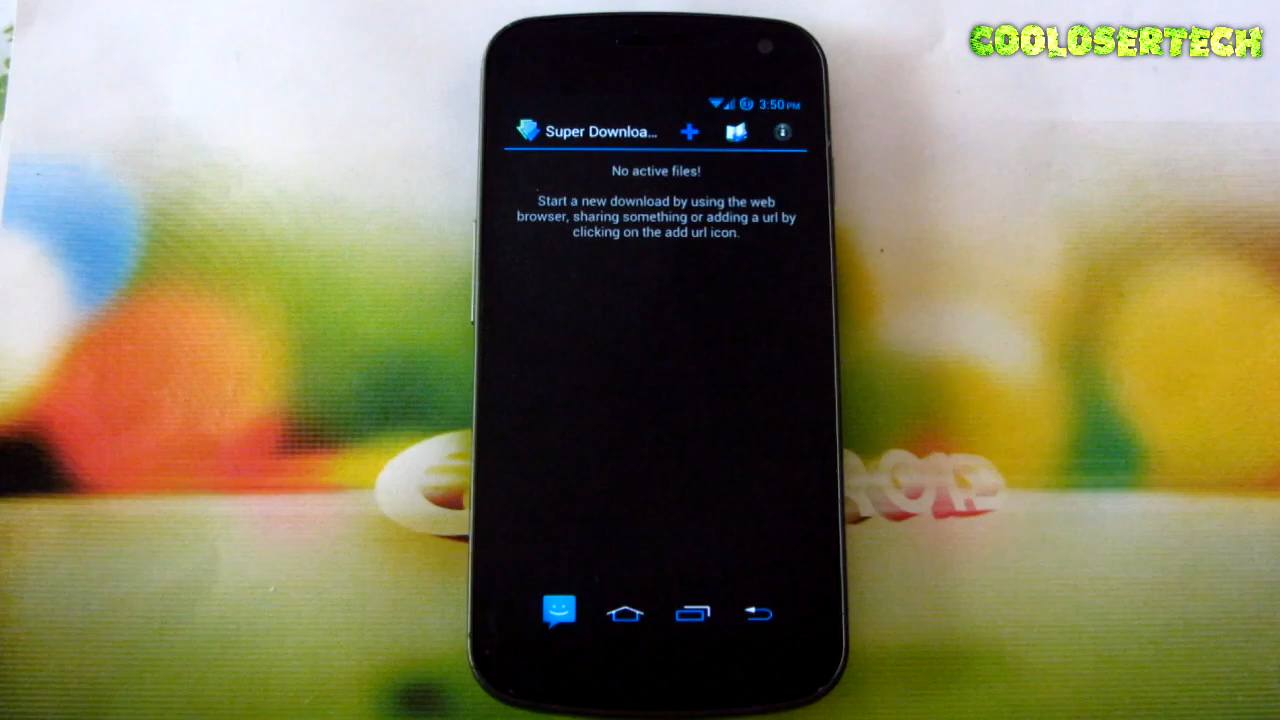 COOLOSERTECH
3:50 PM
Super Downloa...
No active files!
Start a new download by using the web
browser, sharing something or adding a url by
clicking on the add url icon.